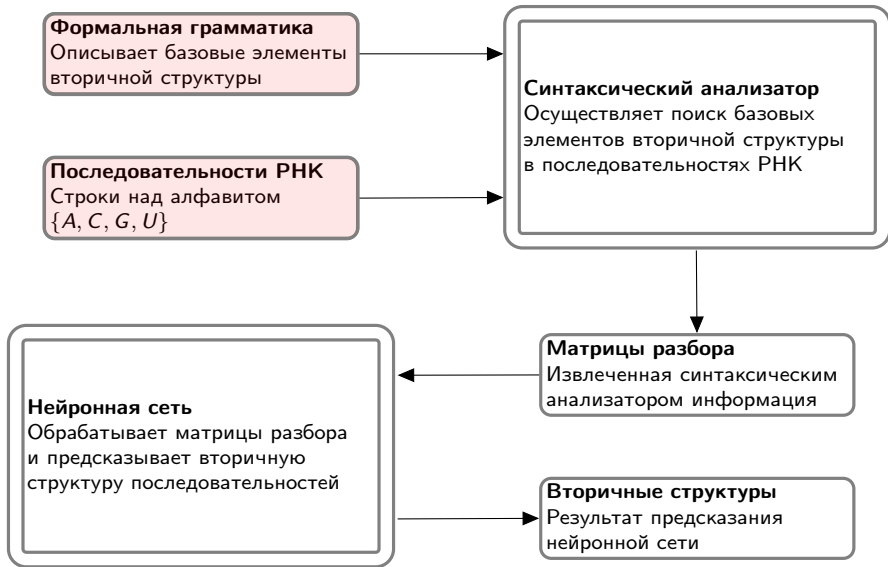 Формальная грамматика
Описывает базовые элементы
вторичной структуры
Последовательности РНК
Строки над алфавитом
{A, C, G, U}
Синтаксический анализатор
Осуществляет поиск базовых
элементов вторичной структуры
в последовательностях РНК
Матрицы разбора
Извлеченная синтаксическим
анализатором информация
Нейронная сеть
Обрабатывает матрицы разбора
и предсказывает вторичную
структуру последовательностей
Вторичные структуры
Результат предсказания
нейронной сети